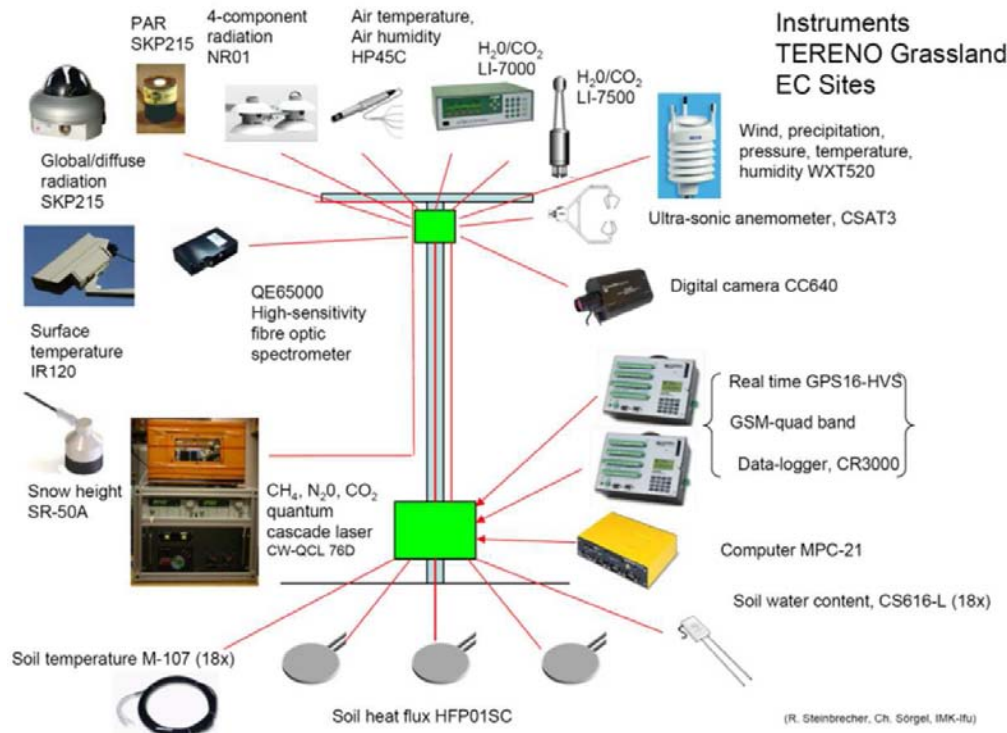 Instruments
TERENO Grassland
EC Sites
PAR
SKP215
4-component
radiation
NR01
Air temperature,
Air humidity
HP45C
H₂0/CO₂
LI-7000
H₂0/CO₂
LI-7500
Wind, precipitation,
pressure, temperature,
humidity WXT520
Global/diffuse
radiation
SKP215
Ultra-sonic anemometer, CSAT3
QE65000
High-sensitivity
fibre optic
spectrometer
Digital camera CC640
Surface
temperature
IR120
Real time GPS16-HVS
GSM-quad band
Data-logger, CR3000
Snow height
SR-50A
CH₄, N₂0, CO₂
quantum
cascade laser
CW-QCL 76D
Computer MPC-21
Soil water content, CS616-L (18x)
Soil temperature M-107 (18x)
Soil heat flux HFP01SC
(R. Steinbrecher, Ch. Sörgel, IMK-Ifu)